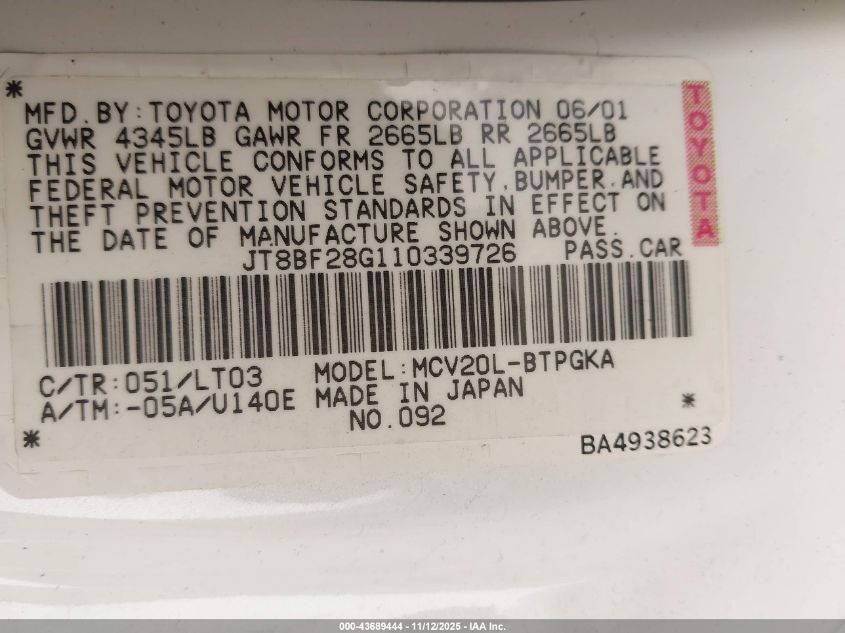 MFD.BY:TOYOTA MOTOR CORPORATION 06/01
GVWR 4345LB GAWR FR 2665LB RR 2665LB
THIS VEHICLE CONFORMS TO ALL APPLICABLE
FEDERAL MOTOR VEHICLE SAFETY,BUMPER,AND
THEFT PREVENTION STANDARDS IN EFFECT ON
THE DATE OF MANUFACTURE SHOWN ABOVE.
JT8BF28G110339726 PASS.CAR
C/TR:051/LT03 MODEL:MCV20L-BTPGKA
A/TM:-05A/U140E MADE IN JAPAN
NO.092
BA4938623
TOYOTA
000-43689444 - 11/12/2025 - IAA Inc.